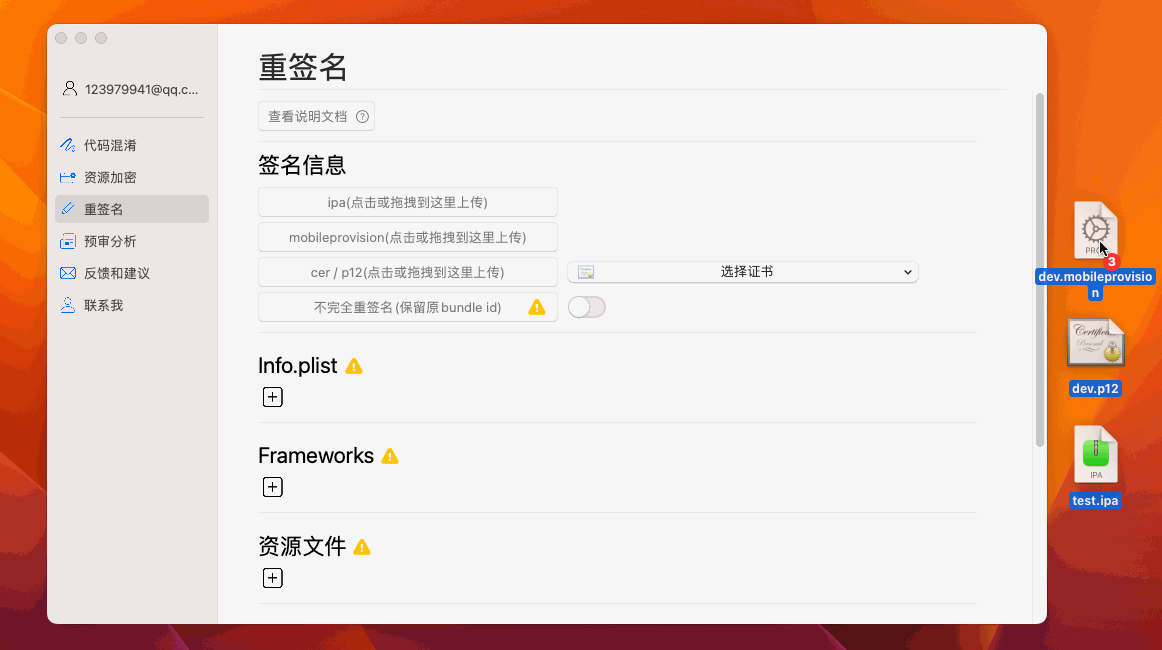 123979941@qq.c...
代码混淆
资源加密
重签名
预审分析
反馈和建议
联系我
重签名
查看说明文档 ?
签名信息
ipa(点击或拖拽到这里上传)
mobileprovision(点击或拖拽到这里上传)
cer / p12(点击或拖拽到这里上传)
选择证书
不完全重签名(保留原bundle id)
Info.plist
Frameworks
资源文件
PRO
3
dev.mobileprovisio
n
Certificate
Personal
dev.p12
IPA
test.ipa